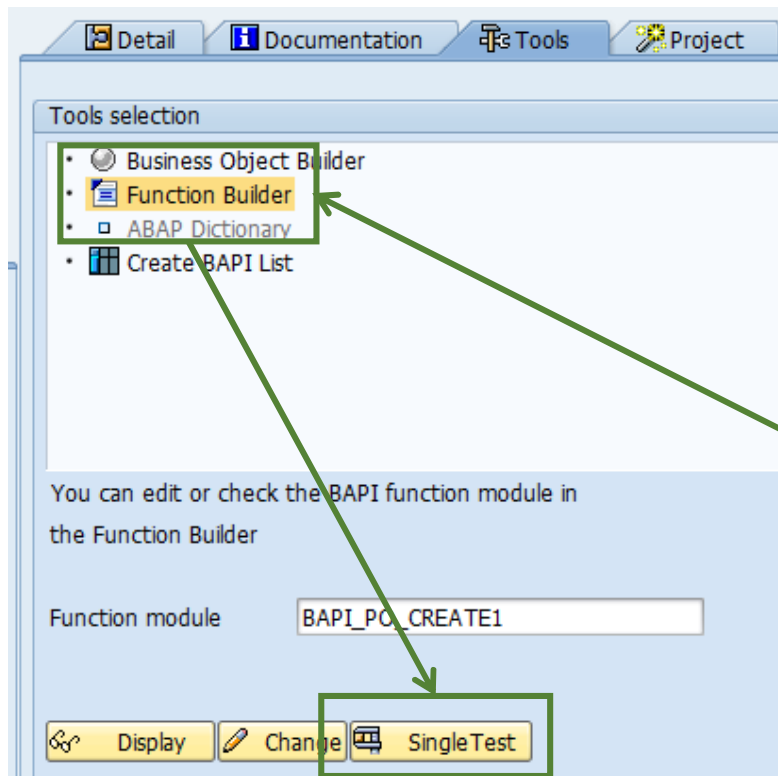 Detail Documentation Tools Project
Tools selection
Business Object Builder
Function Builder
ABAP Dictionary
Create BAPI List
You can edit or check the BAPI function module in
the Function Builder
Function module BAPI_PO_CREATE1
Display Change SingleTest